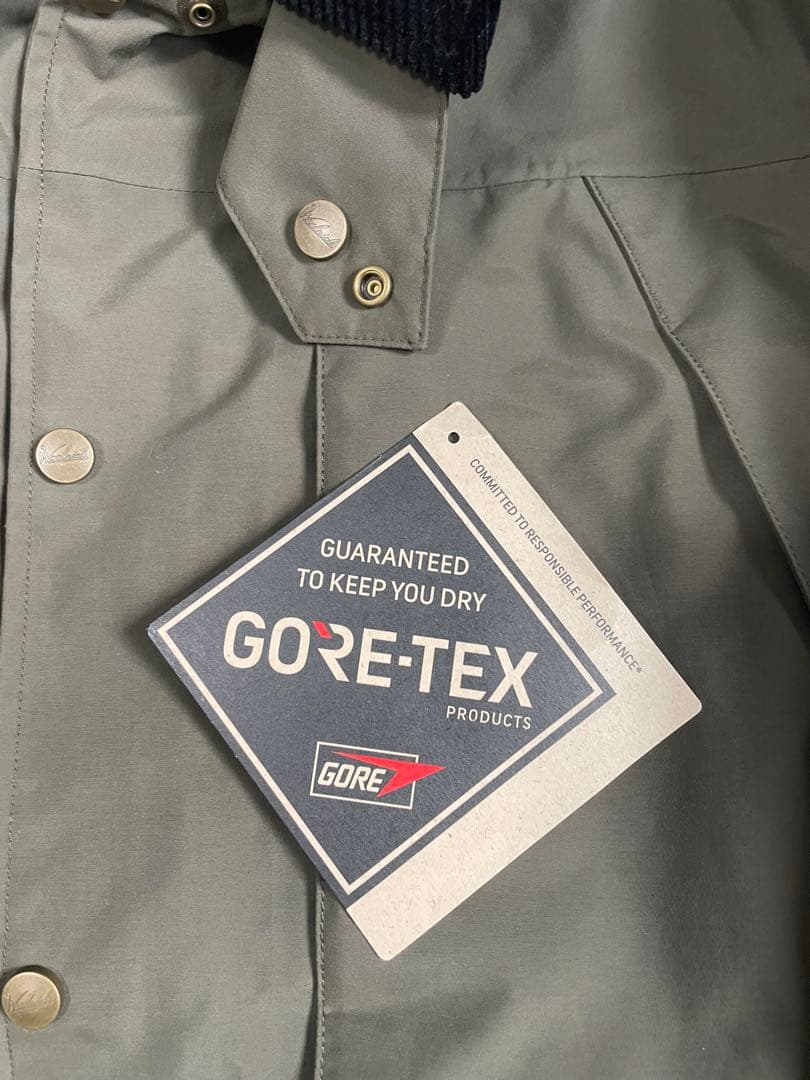 GUARANTEED
TO KEEP YOU DRY
GORE-TEX
PRODUCTS
GORE
COMMITTED TO RESPONSIBLE PERFORMANCE*